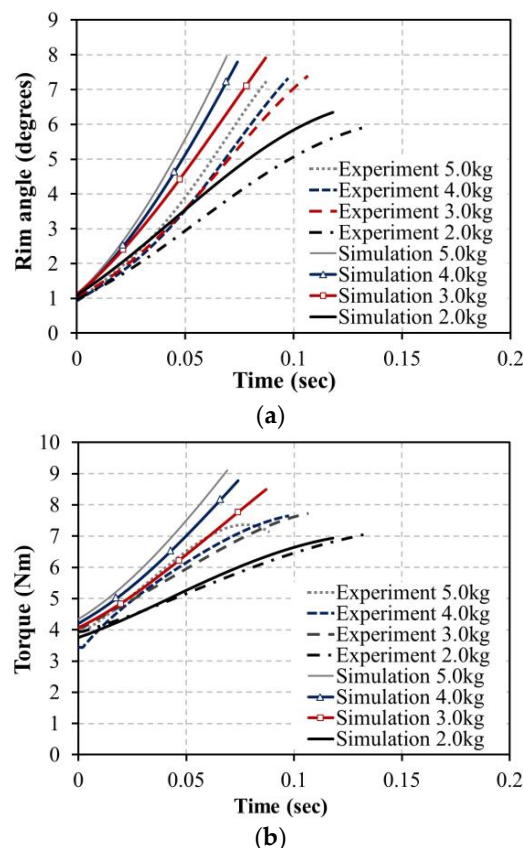 9
8
7
6
5
4
3
2
1
0
Rim angle (degrees)
Experiment 5.0kg
Experiment 4.0kg
Experiment 3.0kg
Experiment 2.0kg
Simulation 5.0kg
Simulation 4.0kg
Simulation 3.0kg
Simulation 2.0kg
0 0.05 0.1 0.15 0.2
Time (sec)
(a)
10
9
8
7
6
5
4
3
2
1
0
Torque (Nm)
Experiment 5.0kg
Experiment 4.0kg
Experiment 3.0kg
Experiment 2.0kg
Simulation 5.0kg
Simulation 4.0kg
Simulation 3.0kg
Simulation 2.0kg
0 0.05 0.1 0.15 0.2
Time (sec)
(b)